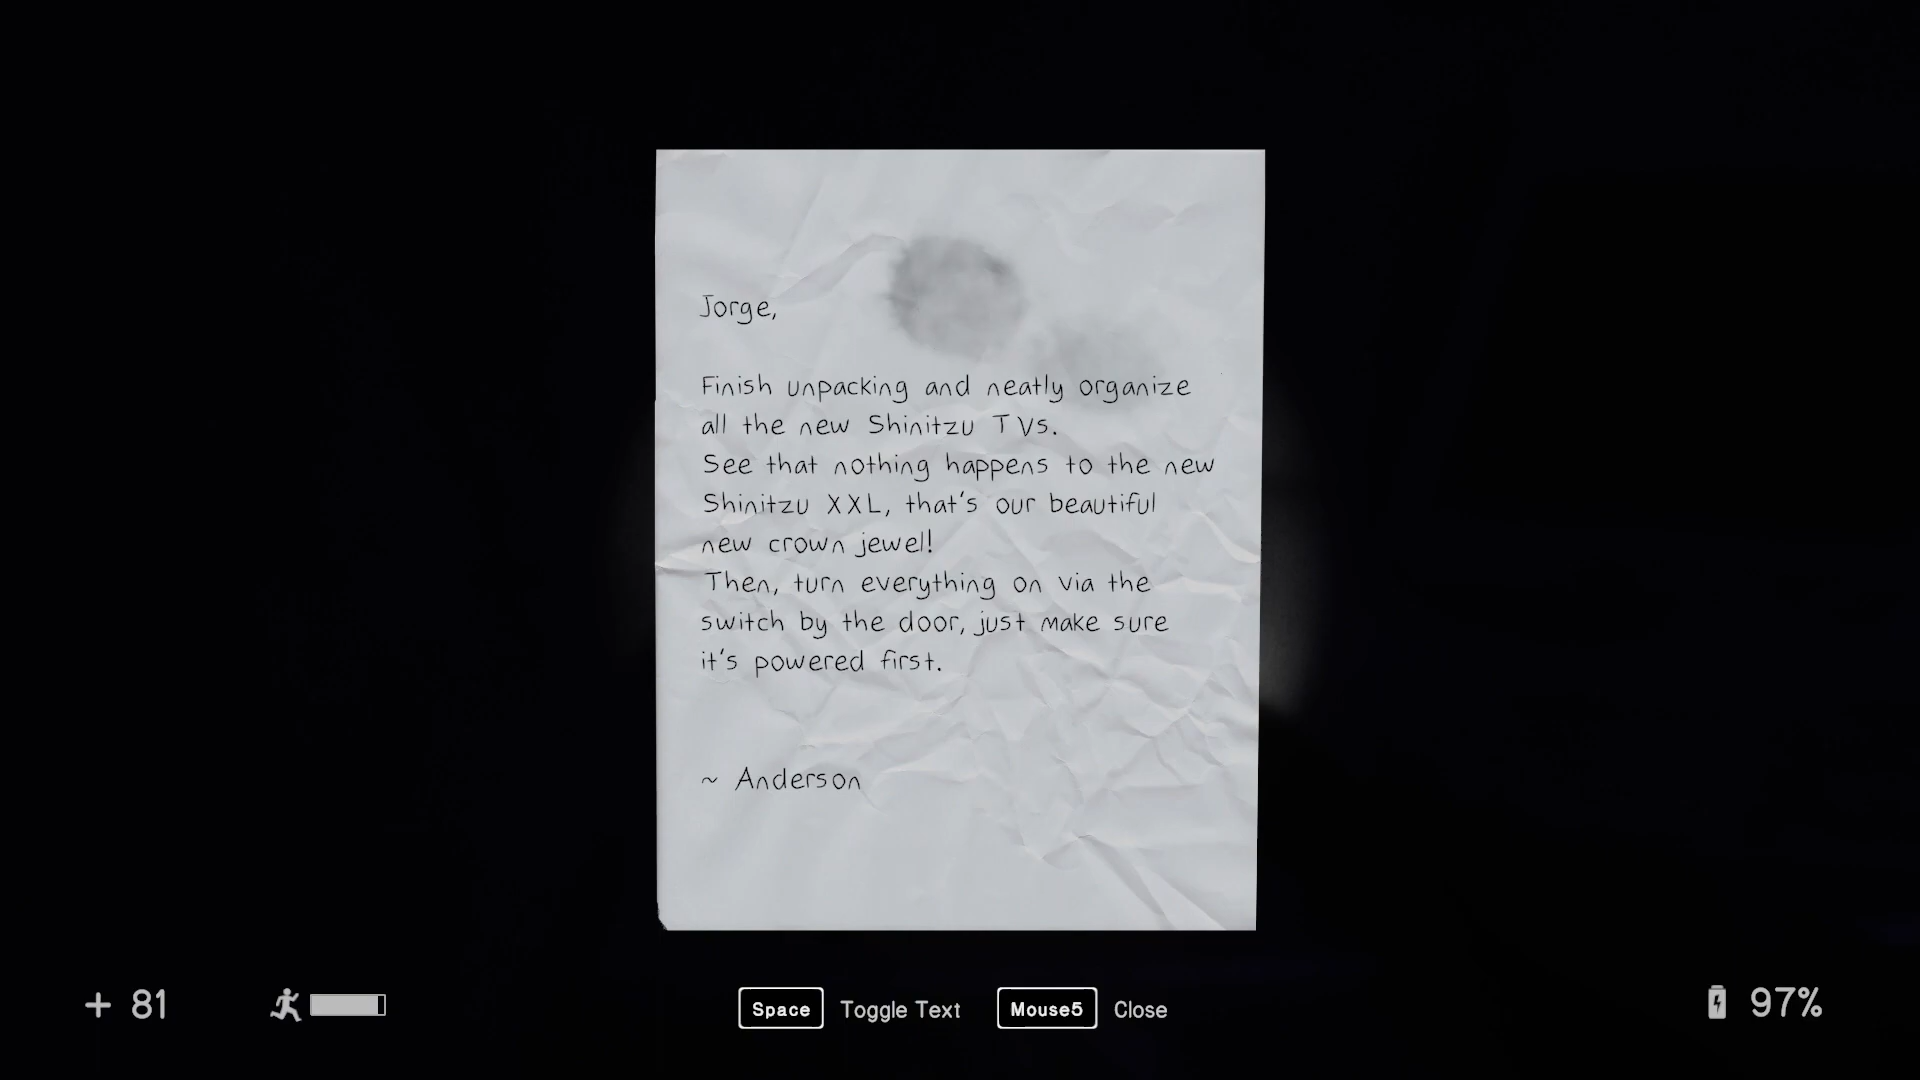 Jorge,
Finish unpacking and neatly organize
all the new Shinitzu TVs.
See that nothing happens to the new
Shinitzu XXL, that's our beautiful
new crown jewel!
Then, turn everything on via the
switch by the door, just make sure
it's powered first.
~ Anderson
+ 81
Space Toggle Text Mouse5 Close
97%